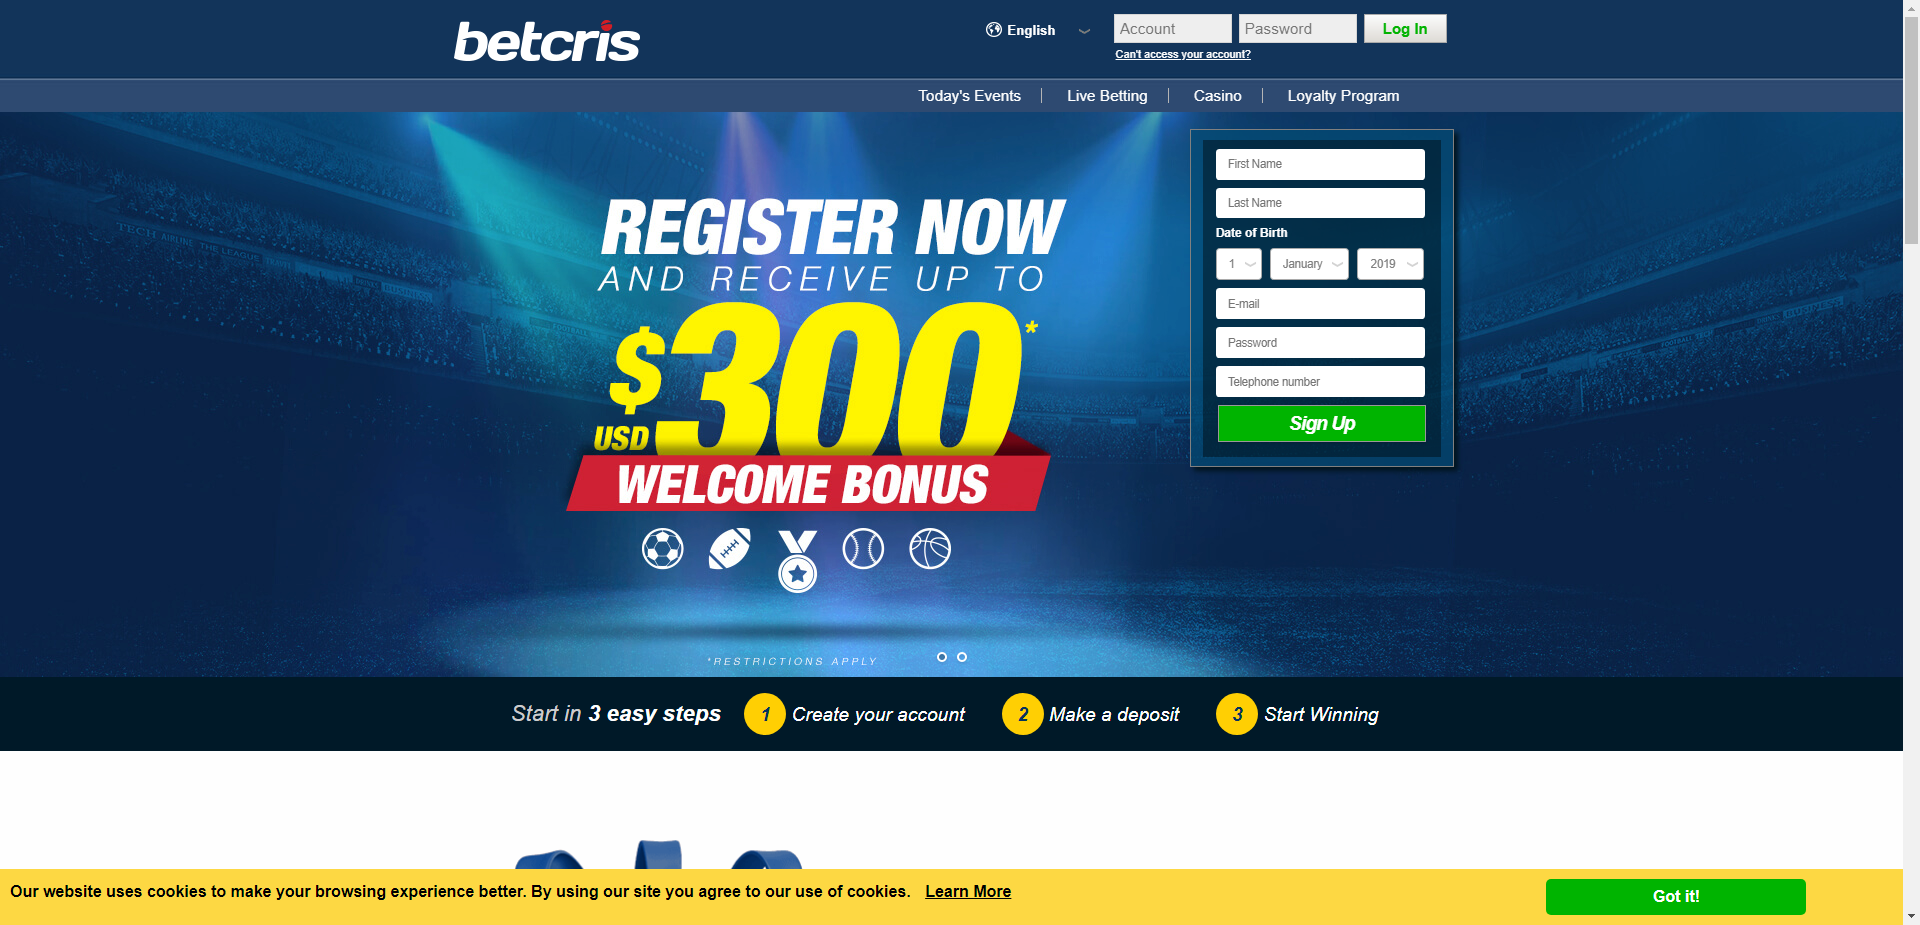 betcris
English
Account
Password
Log In
Can't access your account?
Today's Events
Live Betting
Casino
Loyalty Program
REGISTER NOW
AND RECEIVE UP TO
$300*
USD
WELCOME BONUS
*RESTRICTIONS APPLY
First Name
Last Name
Date of Birth
1 January 2019
E-mail
Password
Telephone number
Sign Up
Start in 3 easy steps 1 Create your account 2 Make a deposit 3 Start Winning
Our website uses cookies to make your browsing experience better. By using our site you agree to our use of cookies. Learn More
Got it!